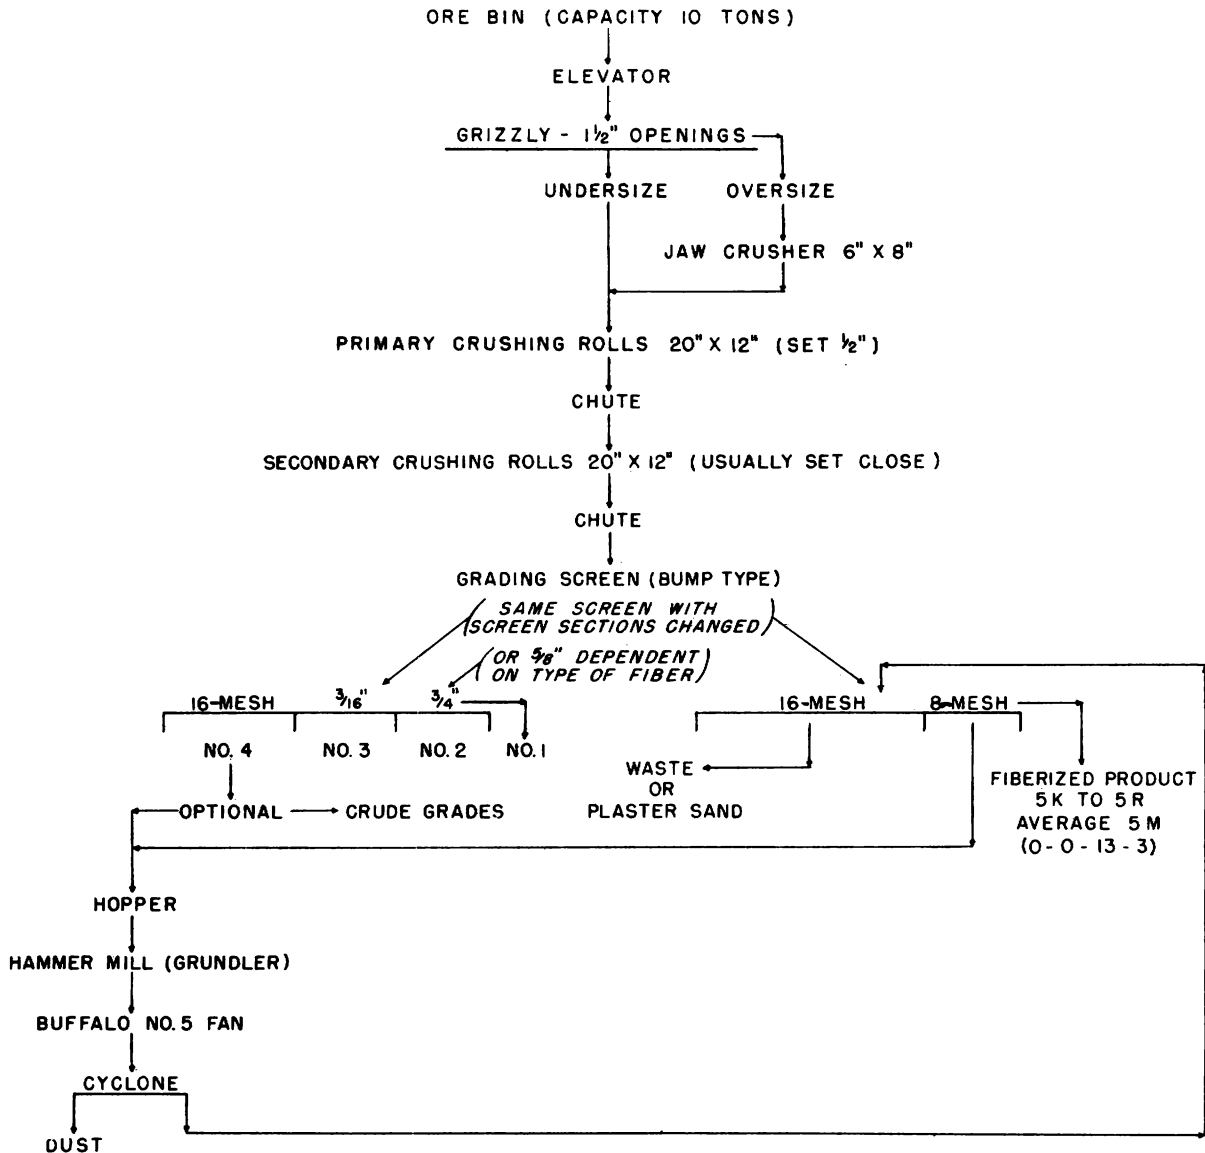 ORE BIN (CAPACITY 10 TONS)
ELEVATOR
GRIZZLY - 1½" OPENINGS
UNDERSIZE OVERSIZE
JAW CRUSHER 6" X 8"
PRIMARY CRUSHING ROLLS 20" X 12" (SET ½")
CHUTE
SECONDARY CRUSHING ROLLS 20" X 12" (USUALLY SET CLOSE)
CHUTE
GRADING SCREEN (BUMP TYPE)
(SAME SCREEN WITH
SCREEN SECTIONS CHANGED)
(OR ⅝" DEPENDENT
ON TYPE OF FIBER)
16-MESH 3/16" 3/4" 16-MESH 8-MESH
NO. 4 NO. 3 NO. 2 NO. 1
WASTE
OR
PLASTER SAND
FIBERIZED PRODUCT
5K TO 5R
AVERAGE 5M
(0-0-13-3)
OPTIONAL CRUDE GRADES
HOPPER
HAMMER MILL (GRUNDLER)
BUFFALO NO. 5 FAN
CYCLONE
DUST